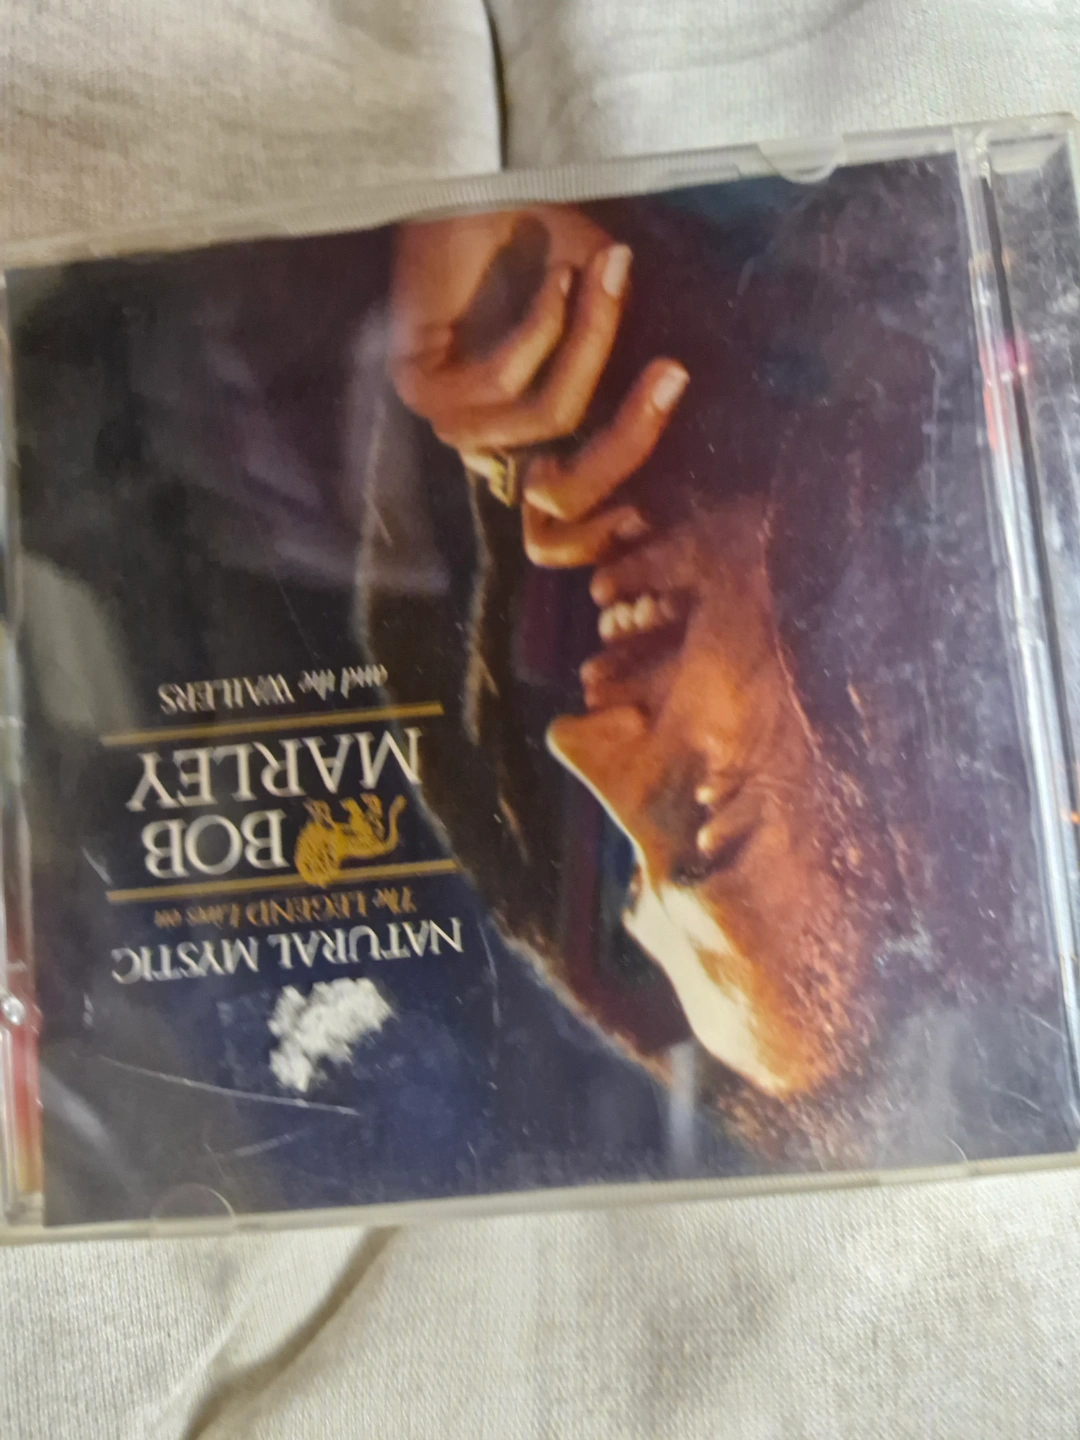 NATURAL MYSTIC
The LEGEND Lives on
BOB
MARLEY
and the WAILERS